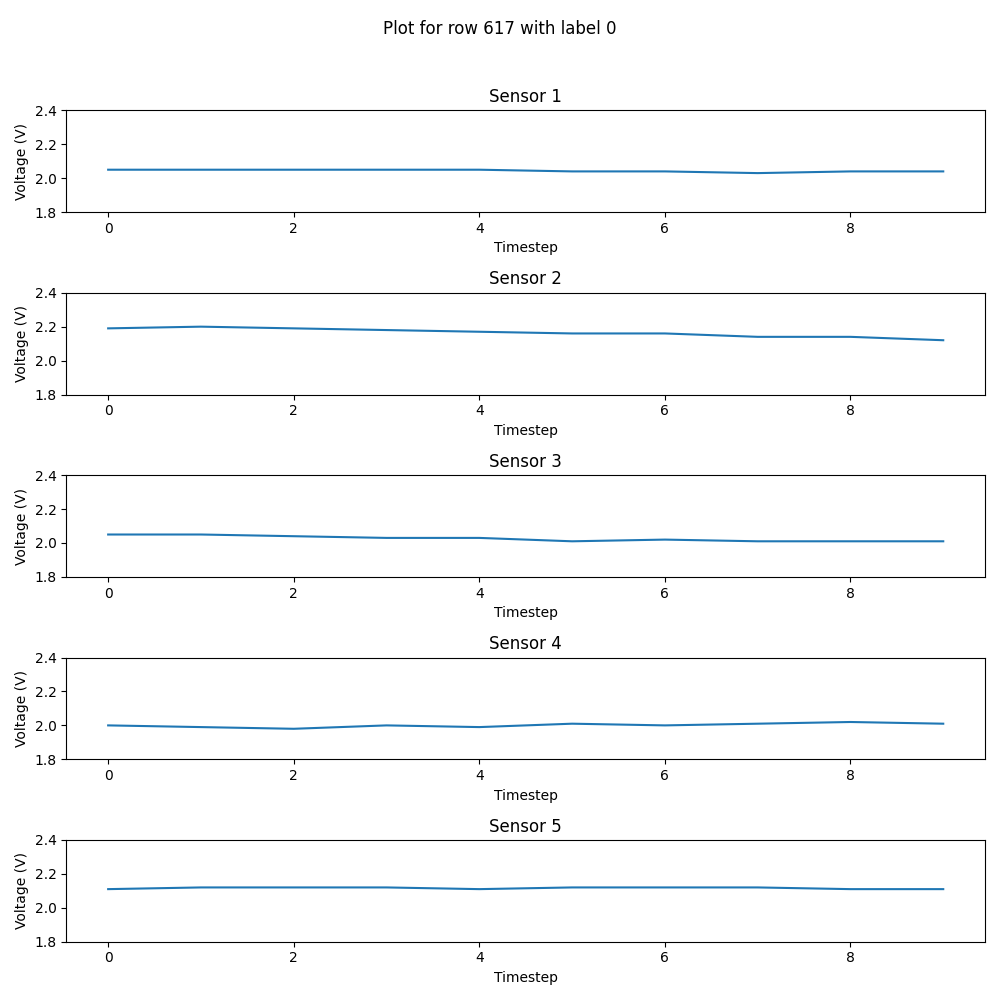 Plot for row 617 with label 0
Sensor 1
2.4
2.2
2.0
1.8
Voltage (V)
0 2 4 6 8
Timestep
Sensor 2
2.4
2.2
2.0
1.8
Voltage (V)
0 2 4 6 8
Timestep
Sensor 3
2.4
2.2
2.0
1.8
Voltage (V)
0 2 4 6 8
Timestep
Sensor 4
2.4
2.2
2.0
1.8
Voltage (V)
0 2 4 6 8
Timestep
Sensor 5
2.4
2.2
2.0
1.8
Voltage (V)
0 2 4 6 8
Timestep